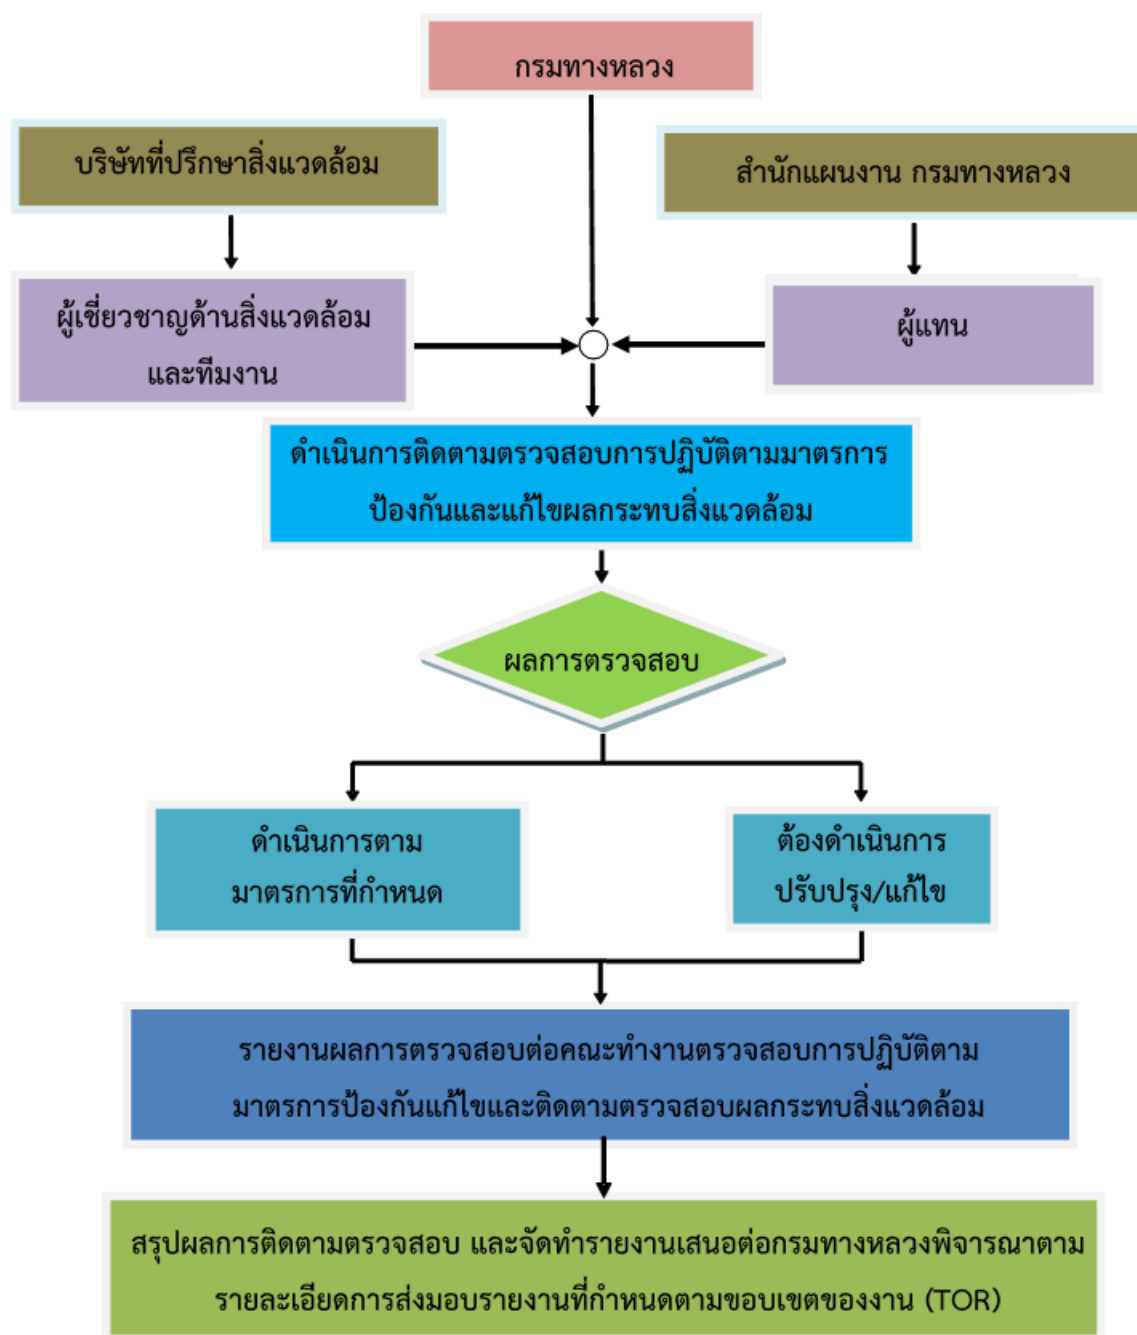 กรมทางหลวง
บริษัทที่ปรึกษาสิ่งแวดล้อม
สำนักแผนงาน กรมทางหลวง
ผู้เชี่ยวชาญด้านสิ่งแวดล้อม
และทีมงาน
ผู้แทน
ดำเนินการติดตามตรวจสอบการปฏิบัติตามมาตรการ
ป้องกันและแก้ไขผลกระทบสิ่งแวดล้อม
ผลการตรวจสอบ
ดำเนินการตาม
มาตรการที่กำหนด
ต้องดำเนินการ
ปรับปรุง/แก้ไข
รายงานผลการตรวจสอบต่อคณะทำงานตรวจสอบการปฏิบัติตาม
มาตรการป้องกันแก้ไขและติดตามตรวจสอบผลกระทบสิ่งแวดล้อม
สรุปผลการติดตามตรวจสอบ และจัดทำรายงานเสนอต่อกรมทางหลวงพิจารณาตาม
รายละเอียดการส่งมอบรายงานที่กำหนดตามขอบเขตของงาน (TOR)